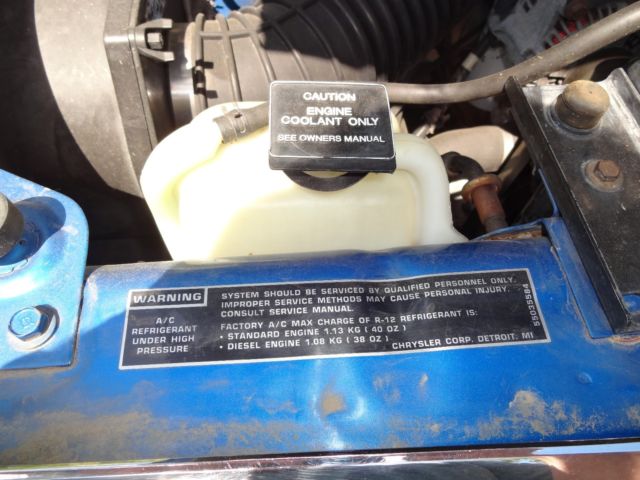 CAUTION
ENGINE
COOLANT ONLY
SEE OWNERS MANUAL
WARNING
A/C
REFRIGERANT
UNDER HIGH
PRESSURE
SYSTEM SHOULD BE SERVICED BY QUALIFIED PERSONNEL ONLY.
IMPROPER SERVICE METHODS MAY CAUSE PERSONAL INJURY.
CONSULT SERVICE MANUAL
FACTORY A/C MAX CHARGE OF R-12 REFRIGERANT IS:
• STANDARD ENGINE 1.13 KG ( 40 OZ )
• DIESEL ENGINE 1.08 KG ( 38 OZ )
CHRYSLER CORP. DETROIT, MI
55035584